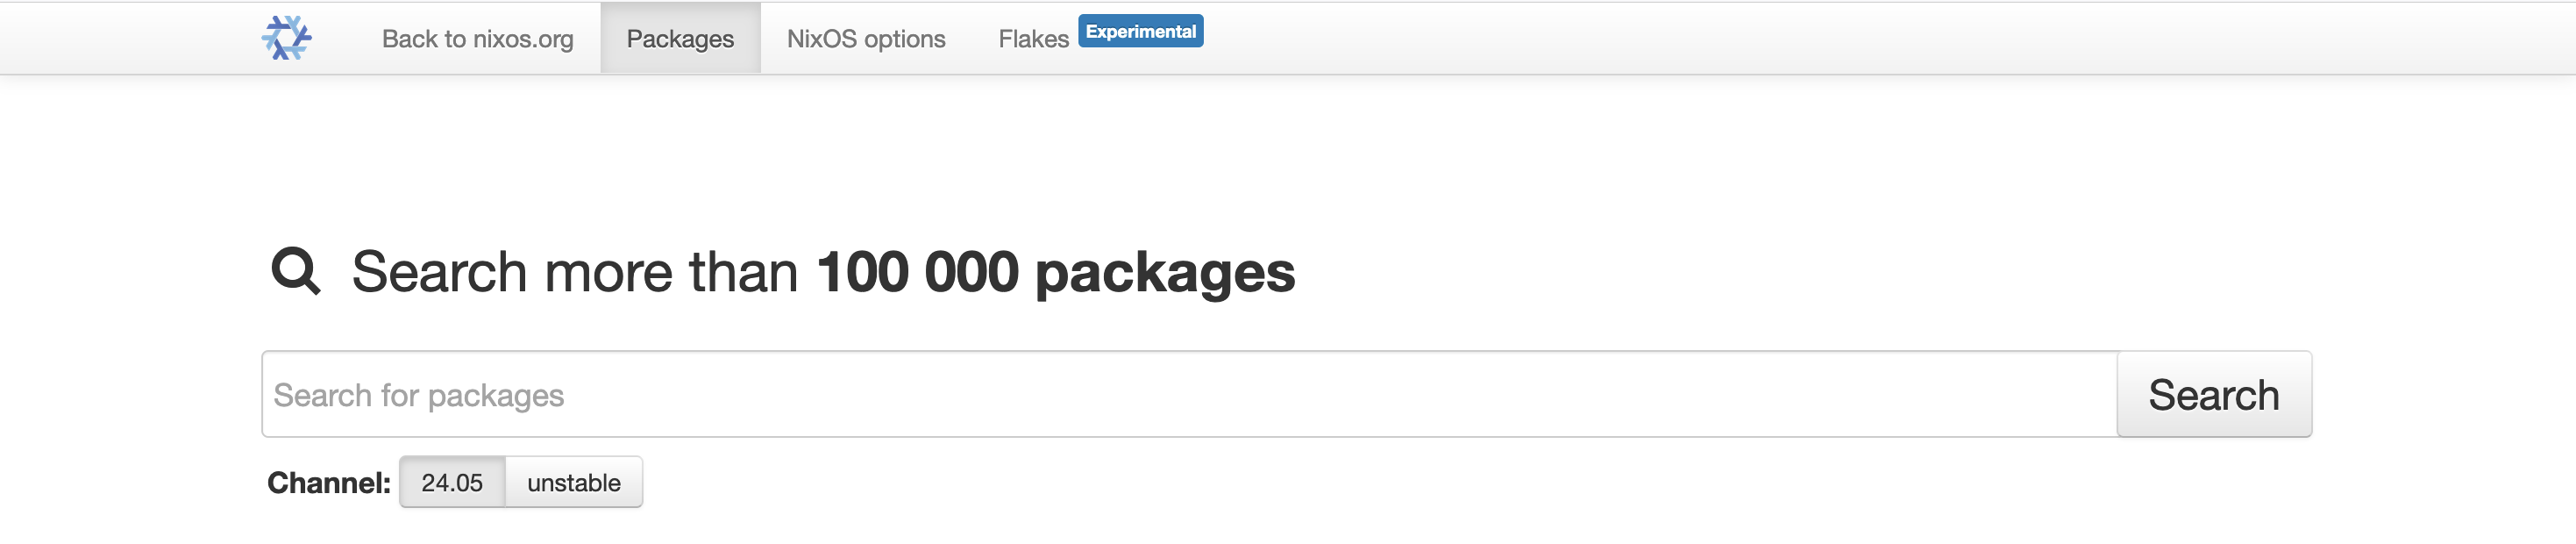 Back to nixos.org Packages NixOS options Flakes Experimental
Search more than 100 000 packages
Search for packages Search
Channel: 24.05 unstable